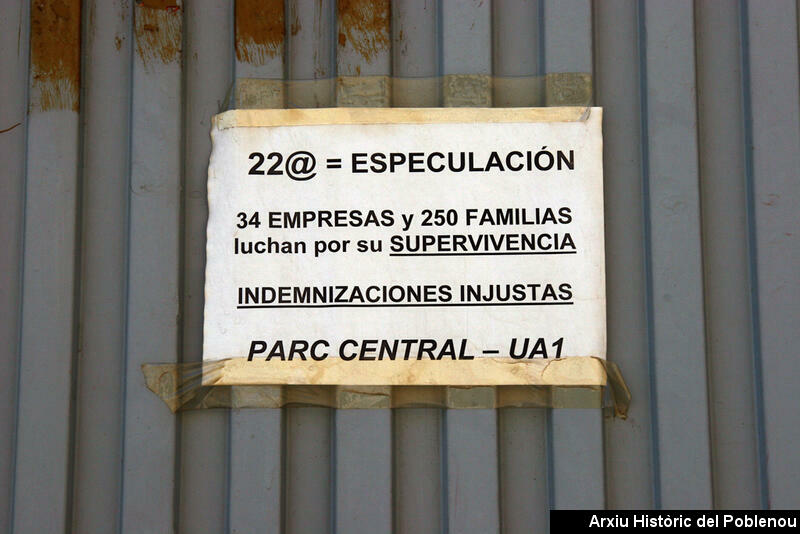 22@ = ESPECULACIÓN
34 EMPRESAS y 250 FAMILIAS
luchan por su SUPERVIVENCIA
INDEMNIZACIONES INJUSTAS
PARC CENTRAL – UA1
Arxiu Històric del Poblenou